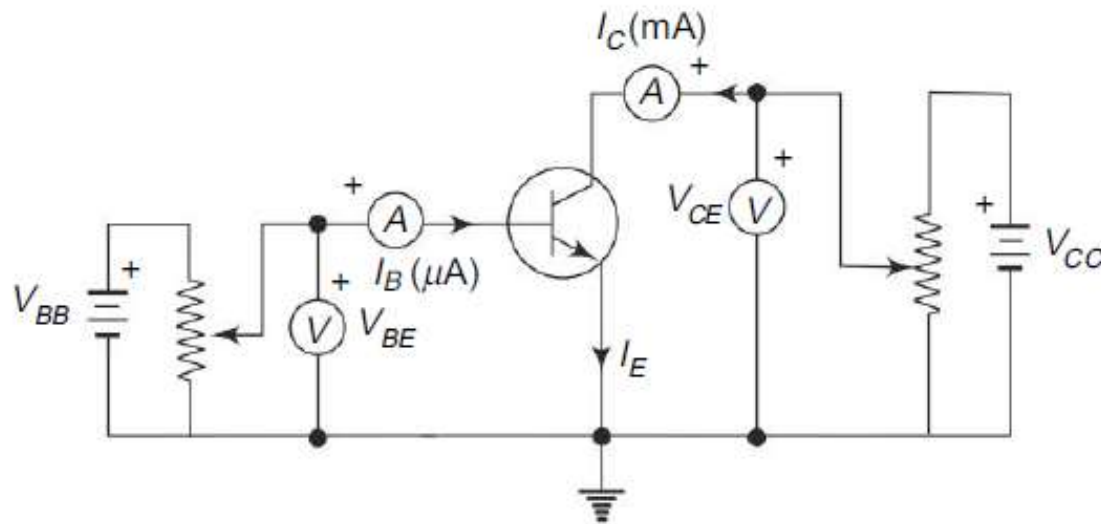 I_C (mA)
+
A
+
V_CE
V
+
A
I_B (μA)
+
V_BB
+
V
V_BE
I_E
+
V_CC